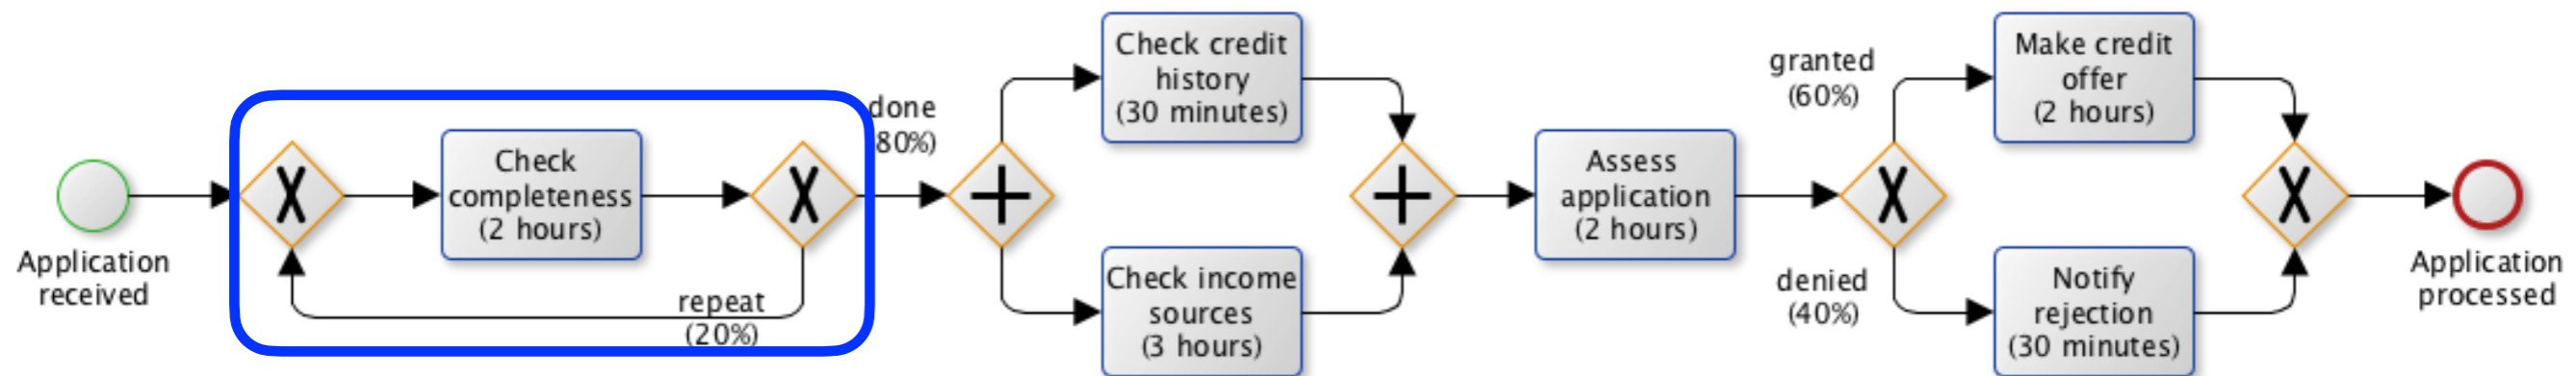 Application
received
Check
completeness
(2 hours)
repeat
(20%)
done
80%)
Check credit
history
(30 minutes)
Check income
sources
(3 hours)
Assess
application
(2 hours)
granted
(60%)
denied
(40%)
Make credit
offer
(2 hours)
Notify
rejection
(30 minutes)
Application
processed